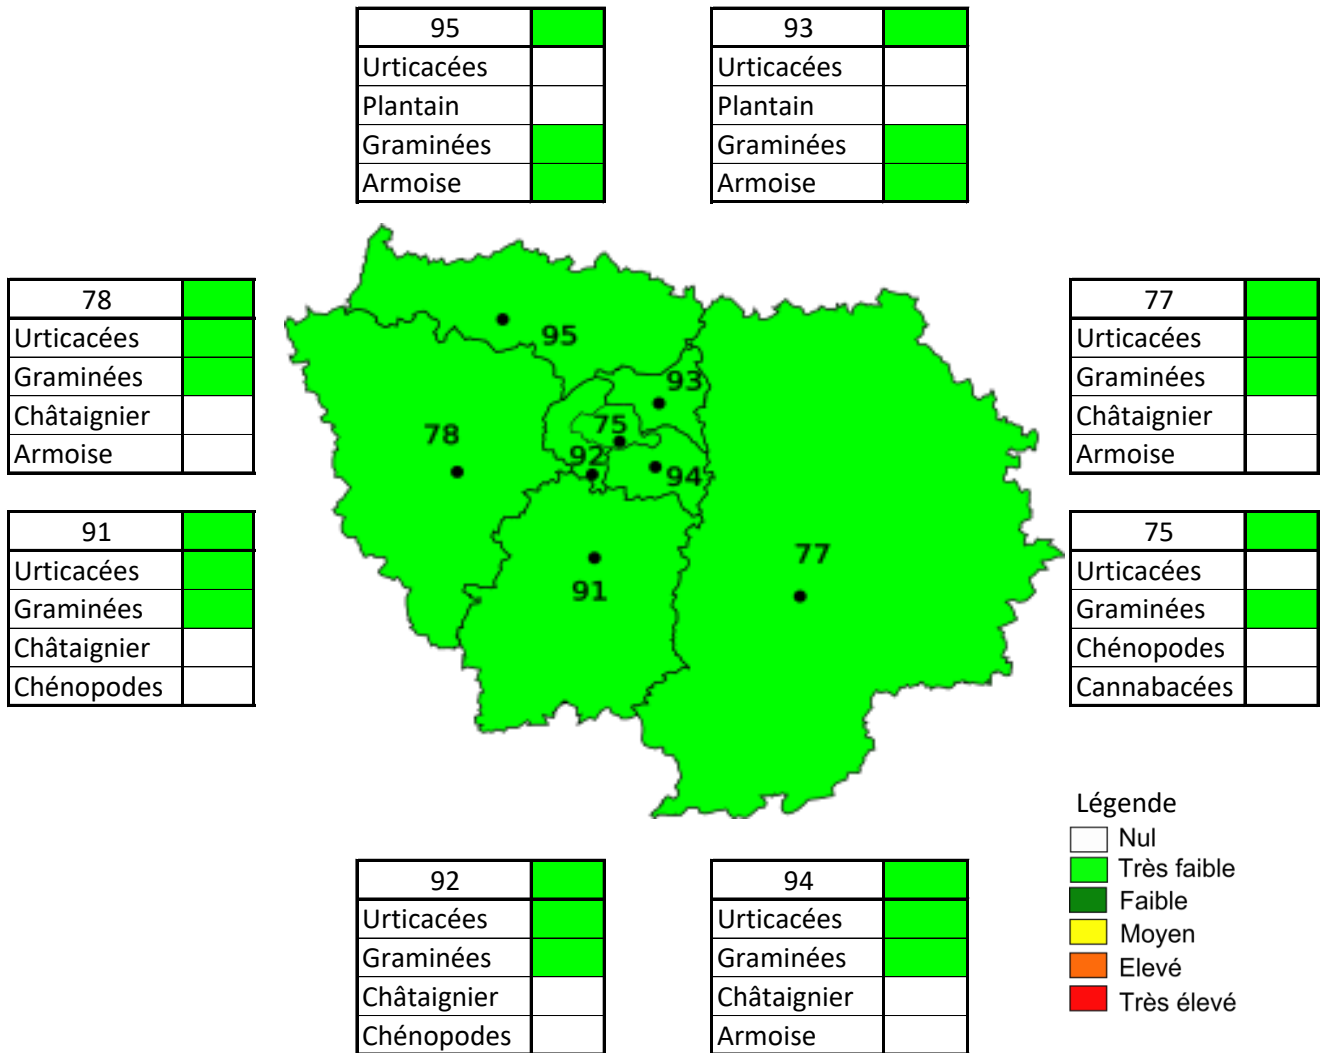 95
Urticacées
Plantain
Graminées
Armoise
93
Urticacées
Plantain
Graminées
Armoise
78
Urticacées
Graminées
Châtaignier
Armoise
95
93
75
78
92
94
77
91
77
Urticacées
Graminées
Châtaignier
Armoise
91
Urticacées
Graminées
Châtaignier
Chénopodes
75
Urticacées
Graminées
Chénopodes
Cannabacées
Légende
Nul
Très faible
Faible
Moyen
Elevé
Très élevé
92
Urticacées
Graminées
Châtaignier
Chénopodes
94
Urticacées
Graminées
Châtaignier
Armoise